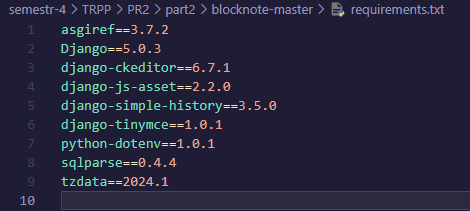 semestr-4 > TRPP > PR2 > part2 > blocknote-master > requirements.txt
1 asgiref==3.7.2
2 Django==5.0.3
3 django-ckeditor==6.7.1
4 django-js-asset==2.2.0
5 django-simple-history==3.5.0
6 django-tinymce==1.0.1
7 python-dotenv==1.0.1
8 sqlparse==0.4.4
9 tzdata==2024.1
10